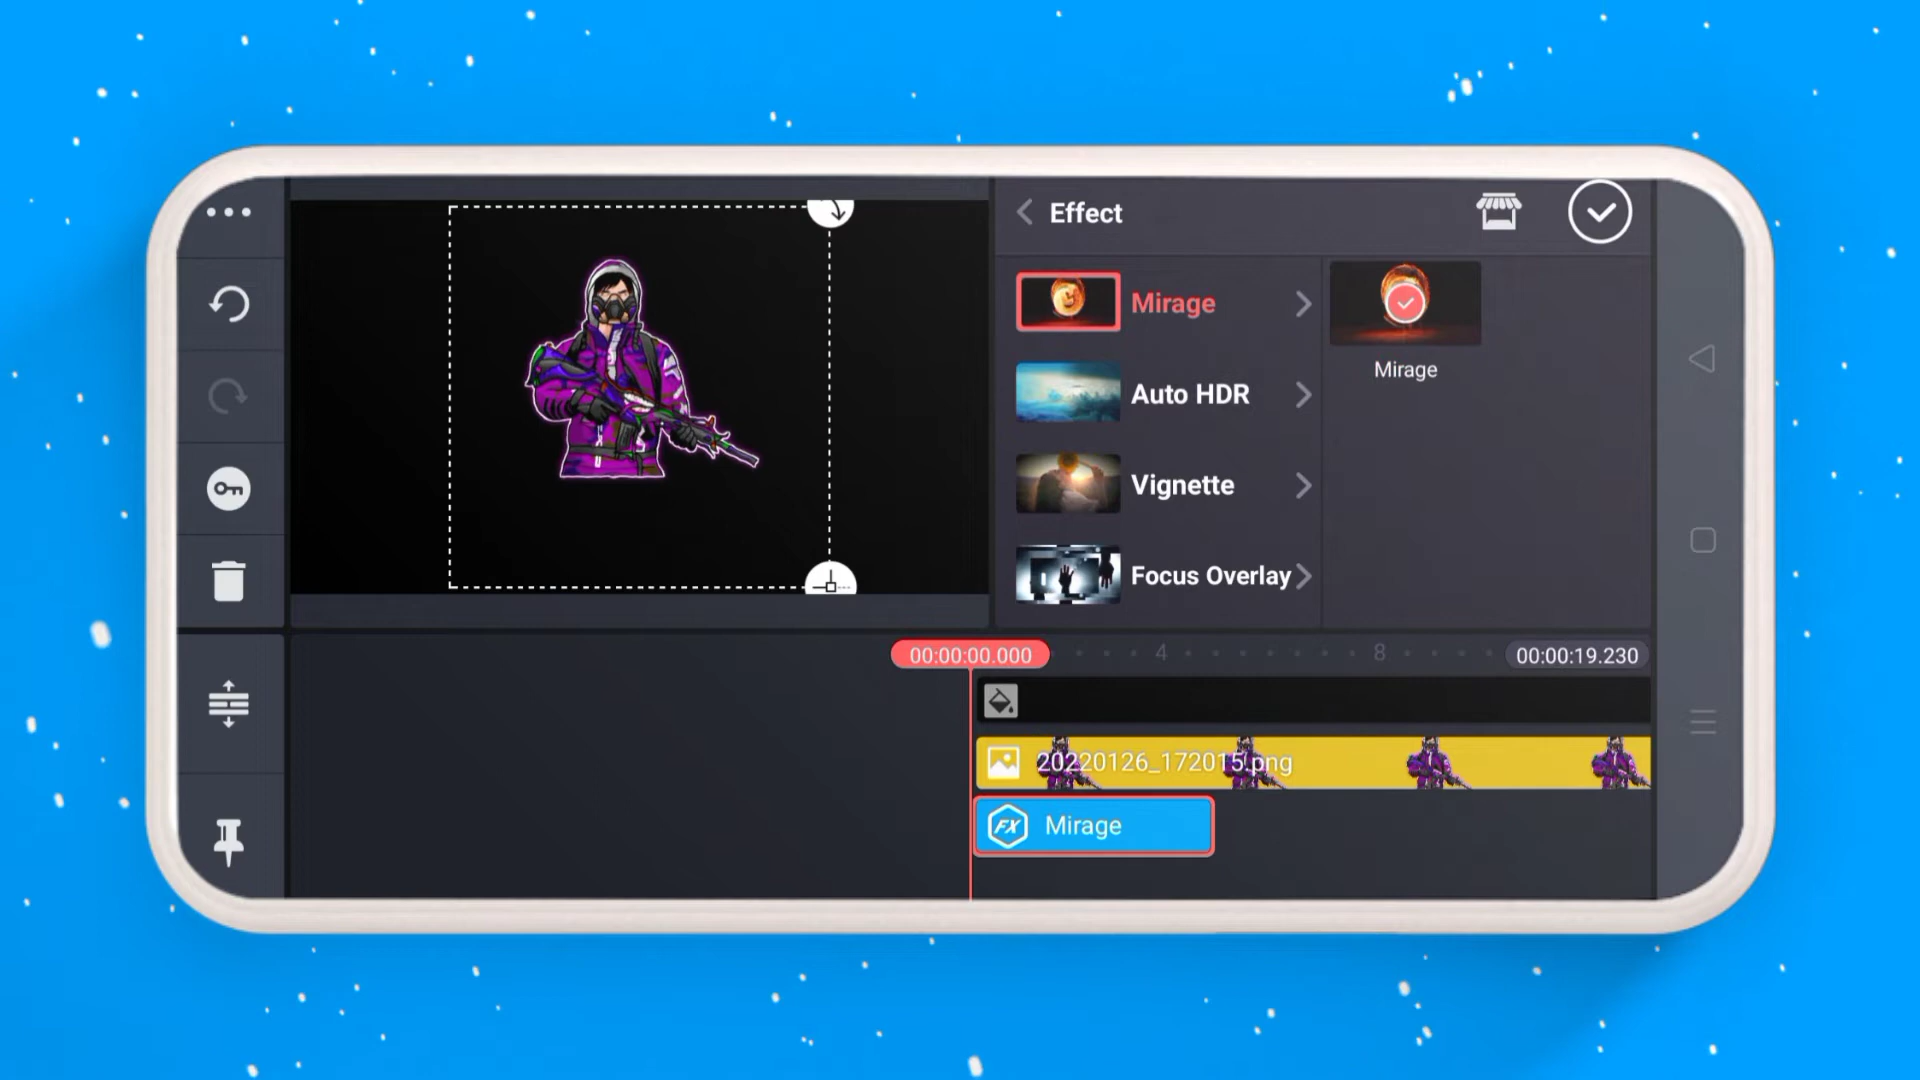 Effect
Mirage
Auto HDR
Vignette
Focus Overlay
Mirage
00:00:00.000
4
8
00:00:19.230
20220126_172015.png
FX Mirage